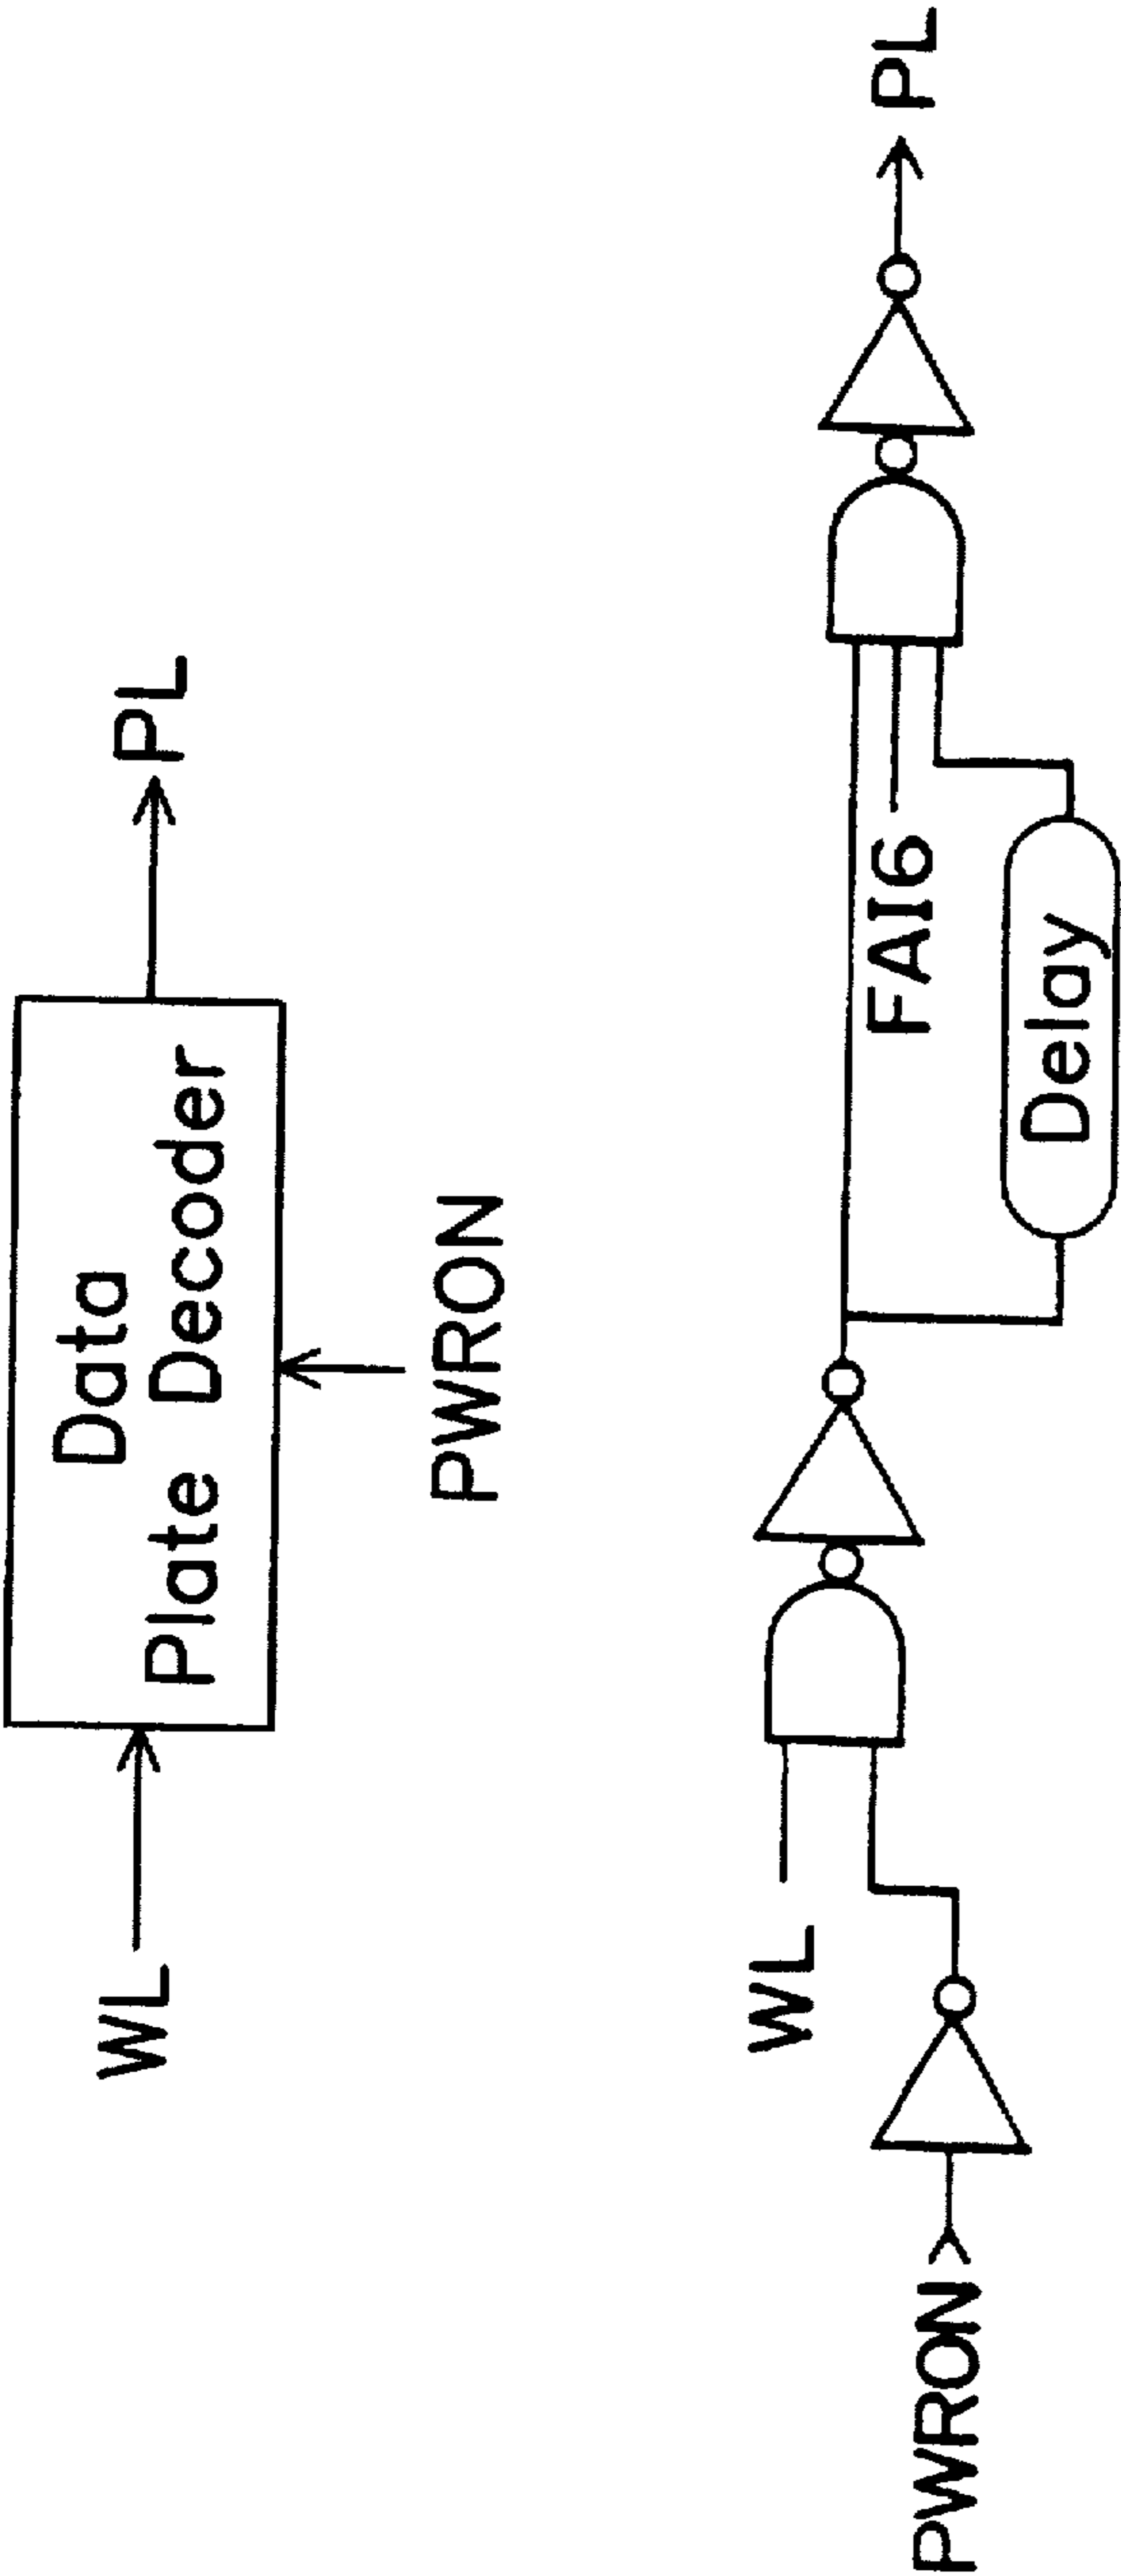 WL
Data
Plate Decoder
PL
PWRON
PWRON
WL
FAI6
Delay
PL